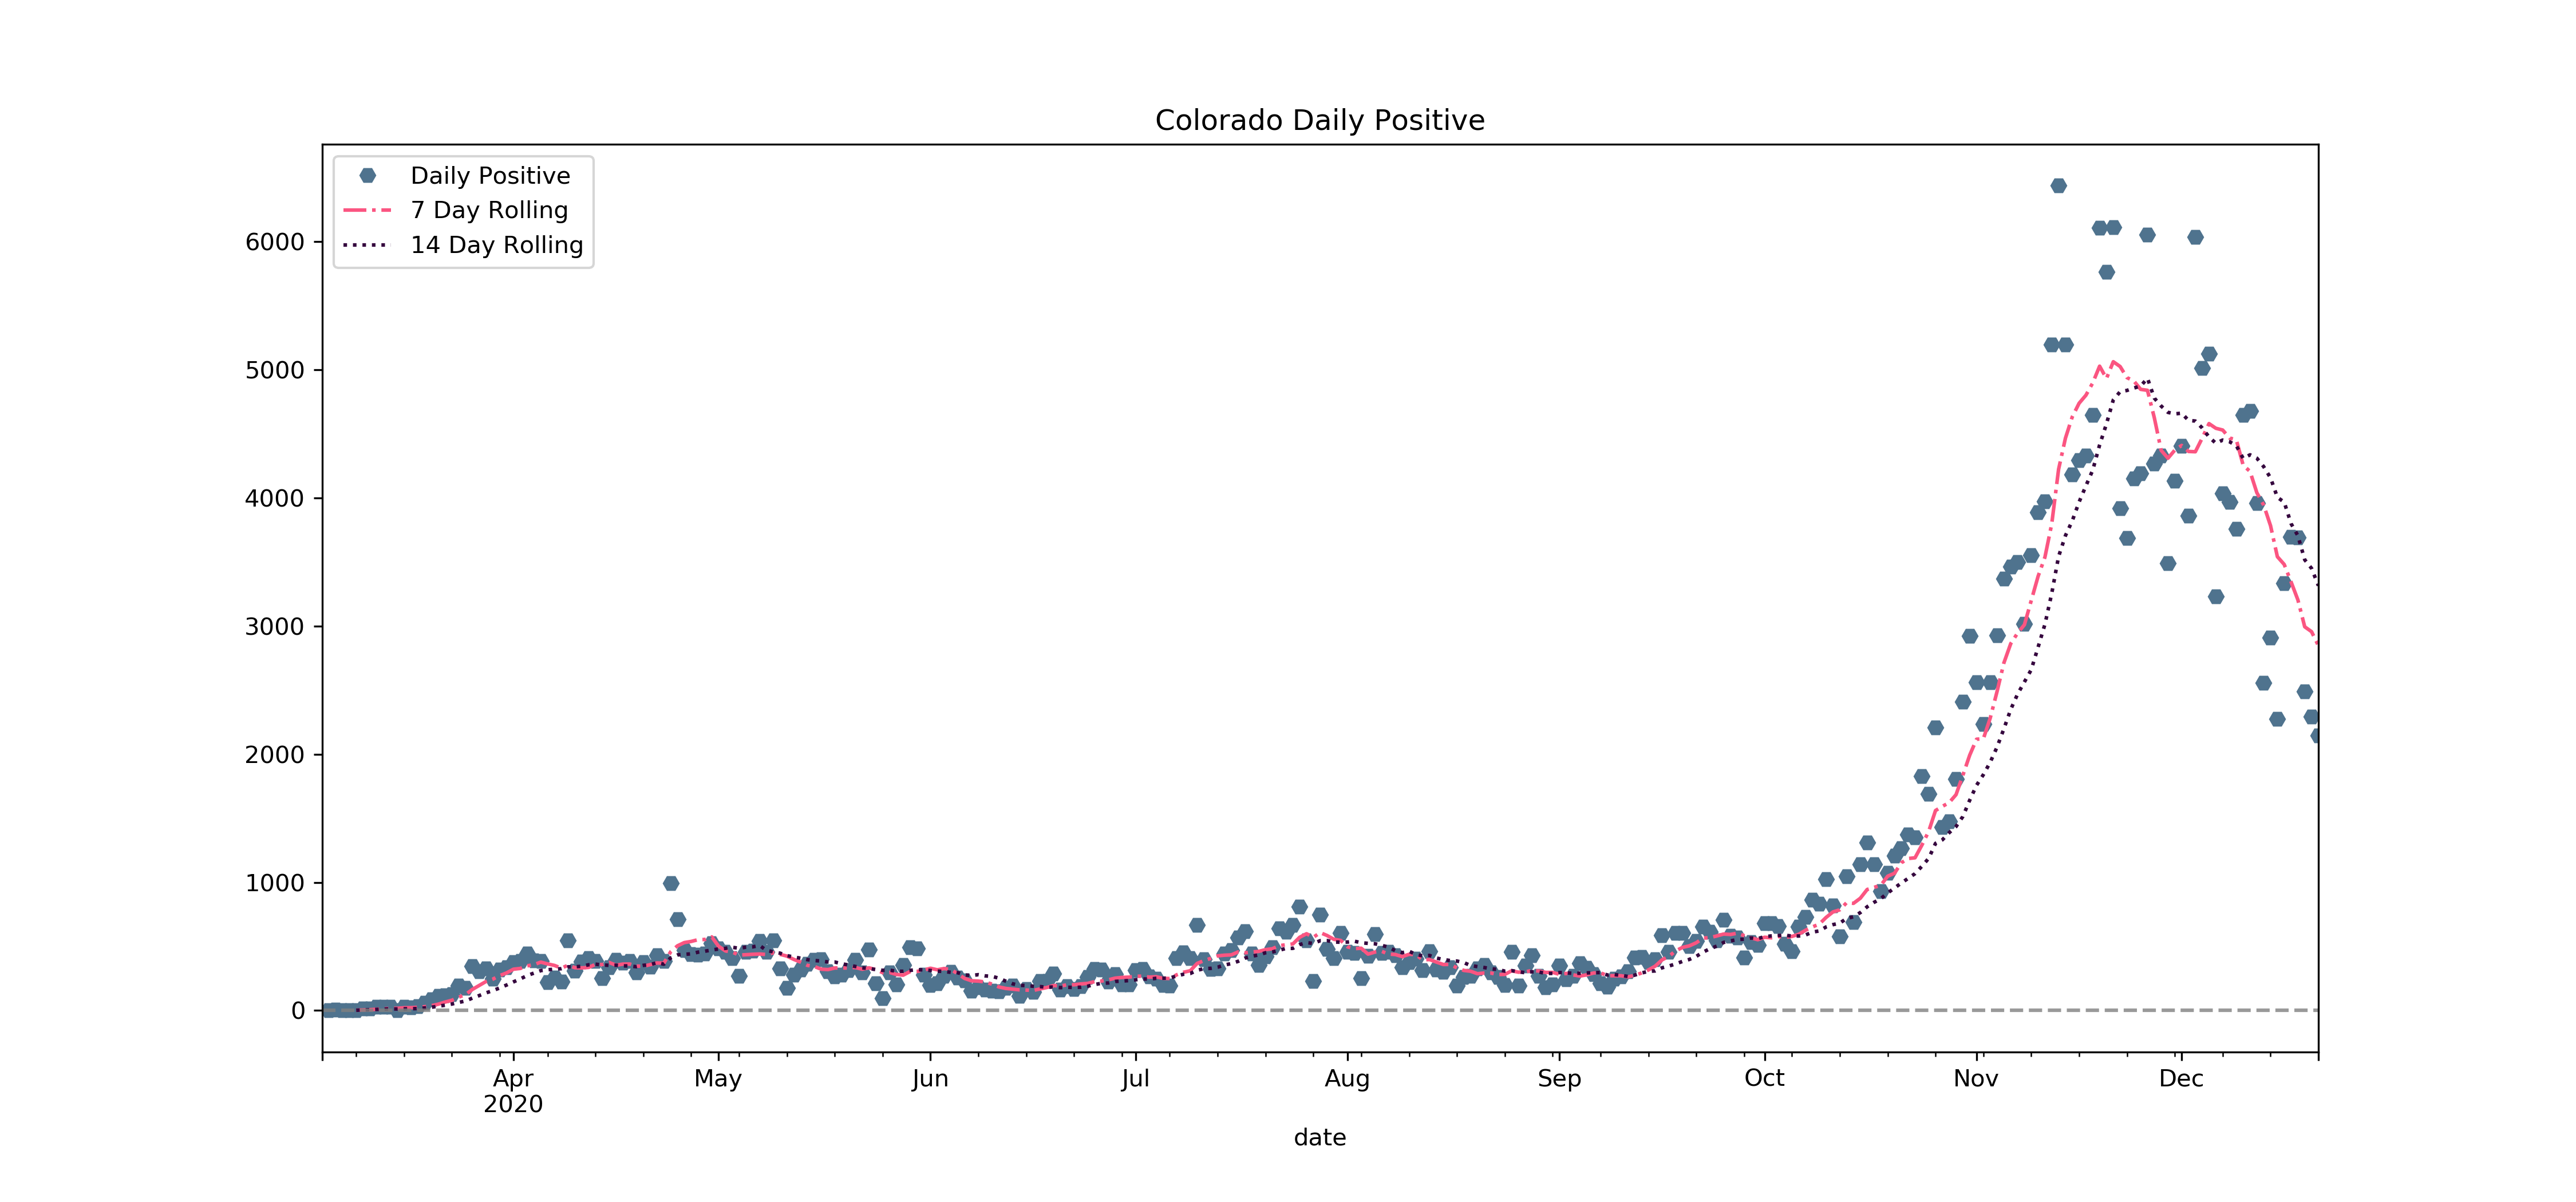 Colorado Daily Positive
Daily Positive
7 Day Rolling
14 Day Rolling
6000
5000
4000
3000
2000
1000
0
Apr May Jun Jul Aug Sep Oct Nov Dec
2020
date